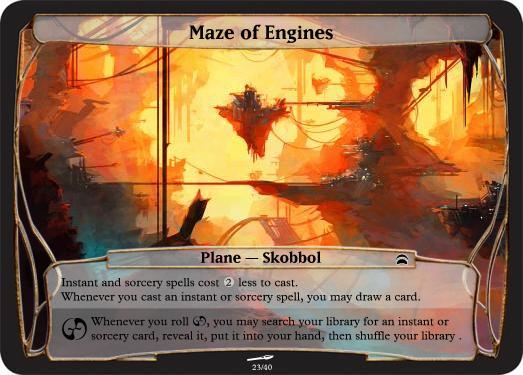 Maze of Engines
Plane — Skobbol
Instant and sorcery spells cost 2 less to cast.
Whenever you cast an instant or sorcery spell, you may draw a card.
Whenever you roll , you may search your library for an instant or
sorcery card, reveal it, put it into your hand, then shuffle your library .
23/40